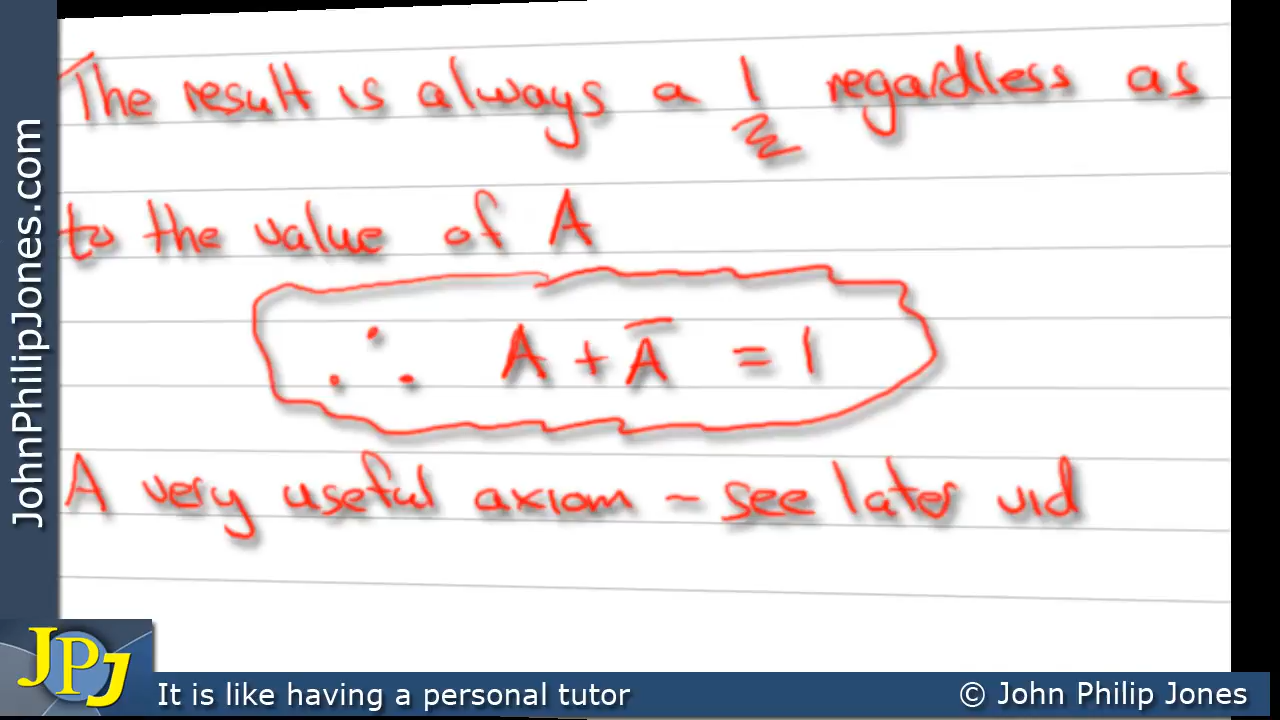 The result is always a 1 regardless as
to the value of A
∴ A + A̅ = 1
A very useful axiom - see later vid
JohnPhilipJones.com
JPJ
It is like having a personal tutor
© John Philip Jones